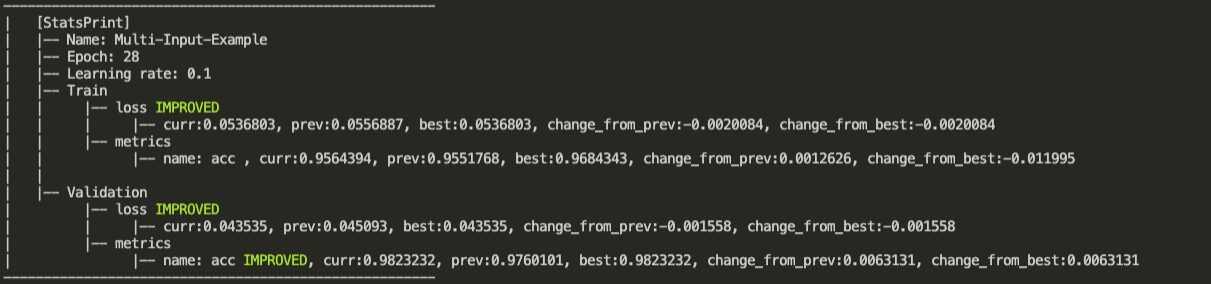 [StatsPrint]
|-- Name: Multi-Input-Example
|-- Epoch: 28
|-- Learning rate: 0.1
|-- Train
|-- loss IMPROVED
|-- curr:0.0536803, prev:0.0556887, best:0.0536803, change_from_prev:-0.0020084, change_from_best:-0.0020084
|-- metrics
|-- name: acc , curr:0.9564394, prev:0.9551768, best:0.9684343, change_from_prev:0.0012626, change_from_best:-0.011995
|-- Validation
|-- loss IMPROVED
|-- curr:0.043535, prev:0.045093, best:0.043535, change_from_prev:-0.001558, change_from_best:-0.001558
|-- metrics
|-- name: acc IMPROVED, curr:0.9823232, prev:0.9760101, best:0.9823232, change_from_prev:0.0063131, change_from_best:0.0063131